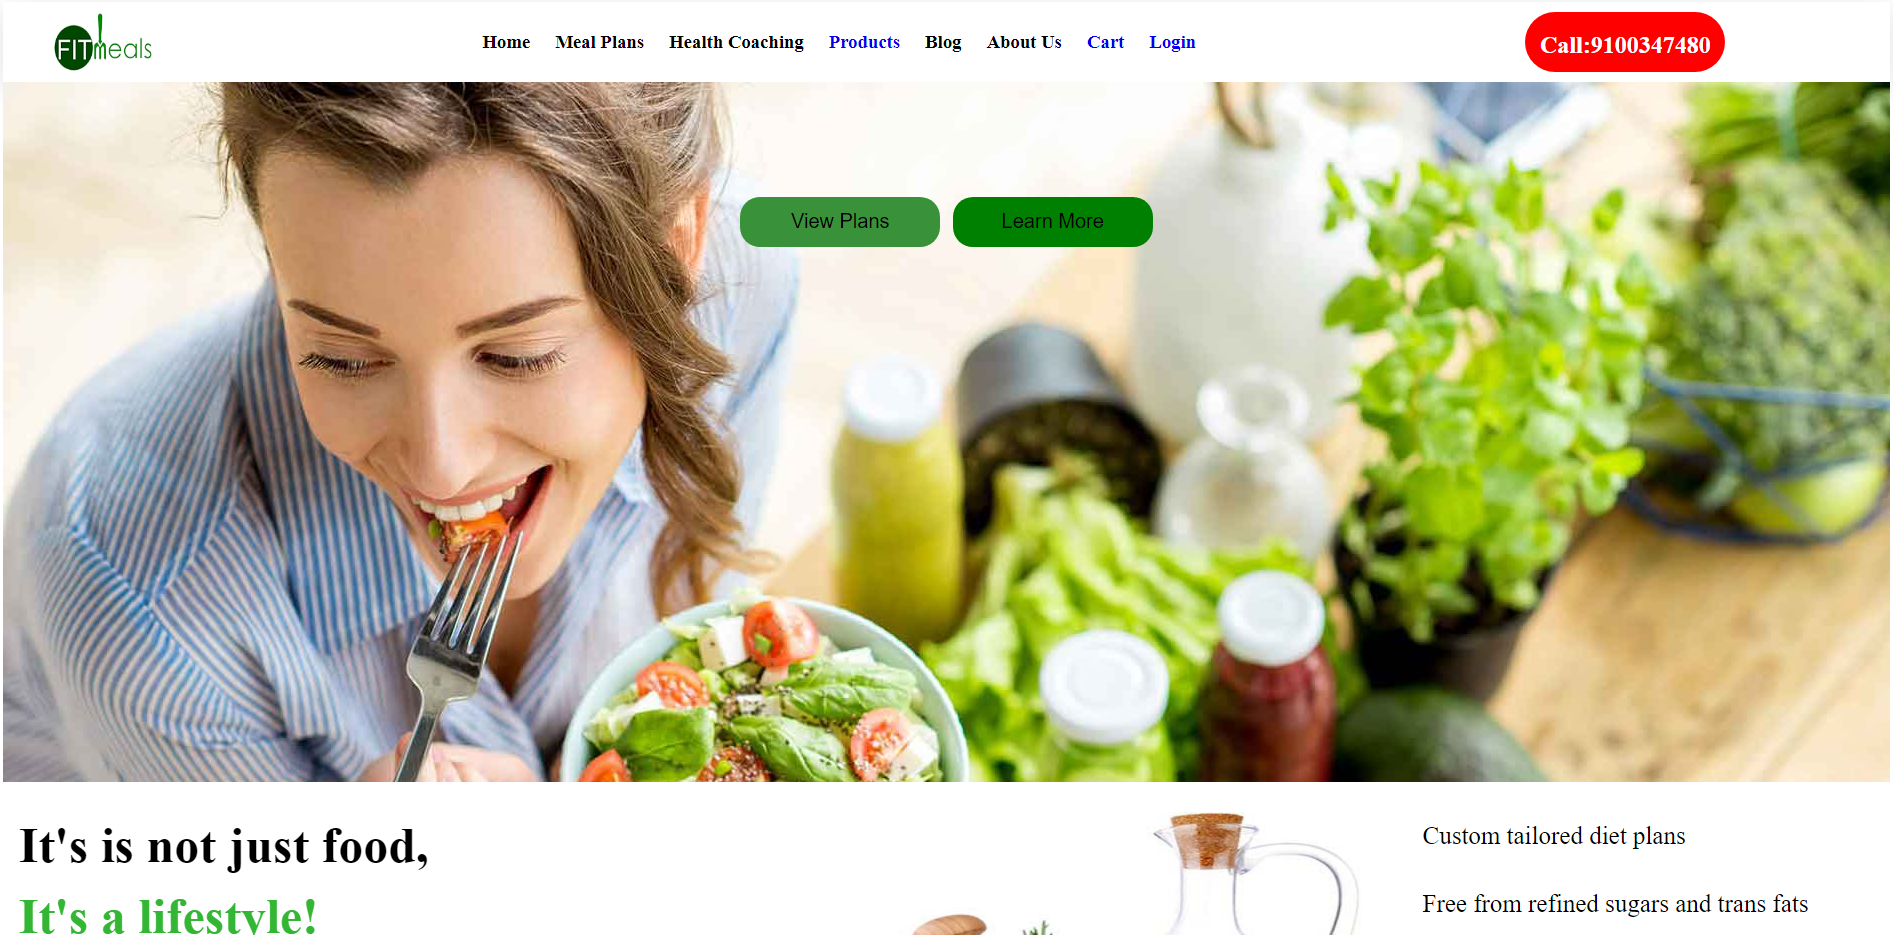 FITmeals
Home Meal Plans Health Coaching Products Blog About Us Cart Login
Call:9100347480
View Plans Learn More
It's is not just food,
It's a lifestyle!
Custom tailored diet plans
Free from refined sugars and trans fats